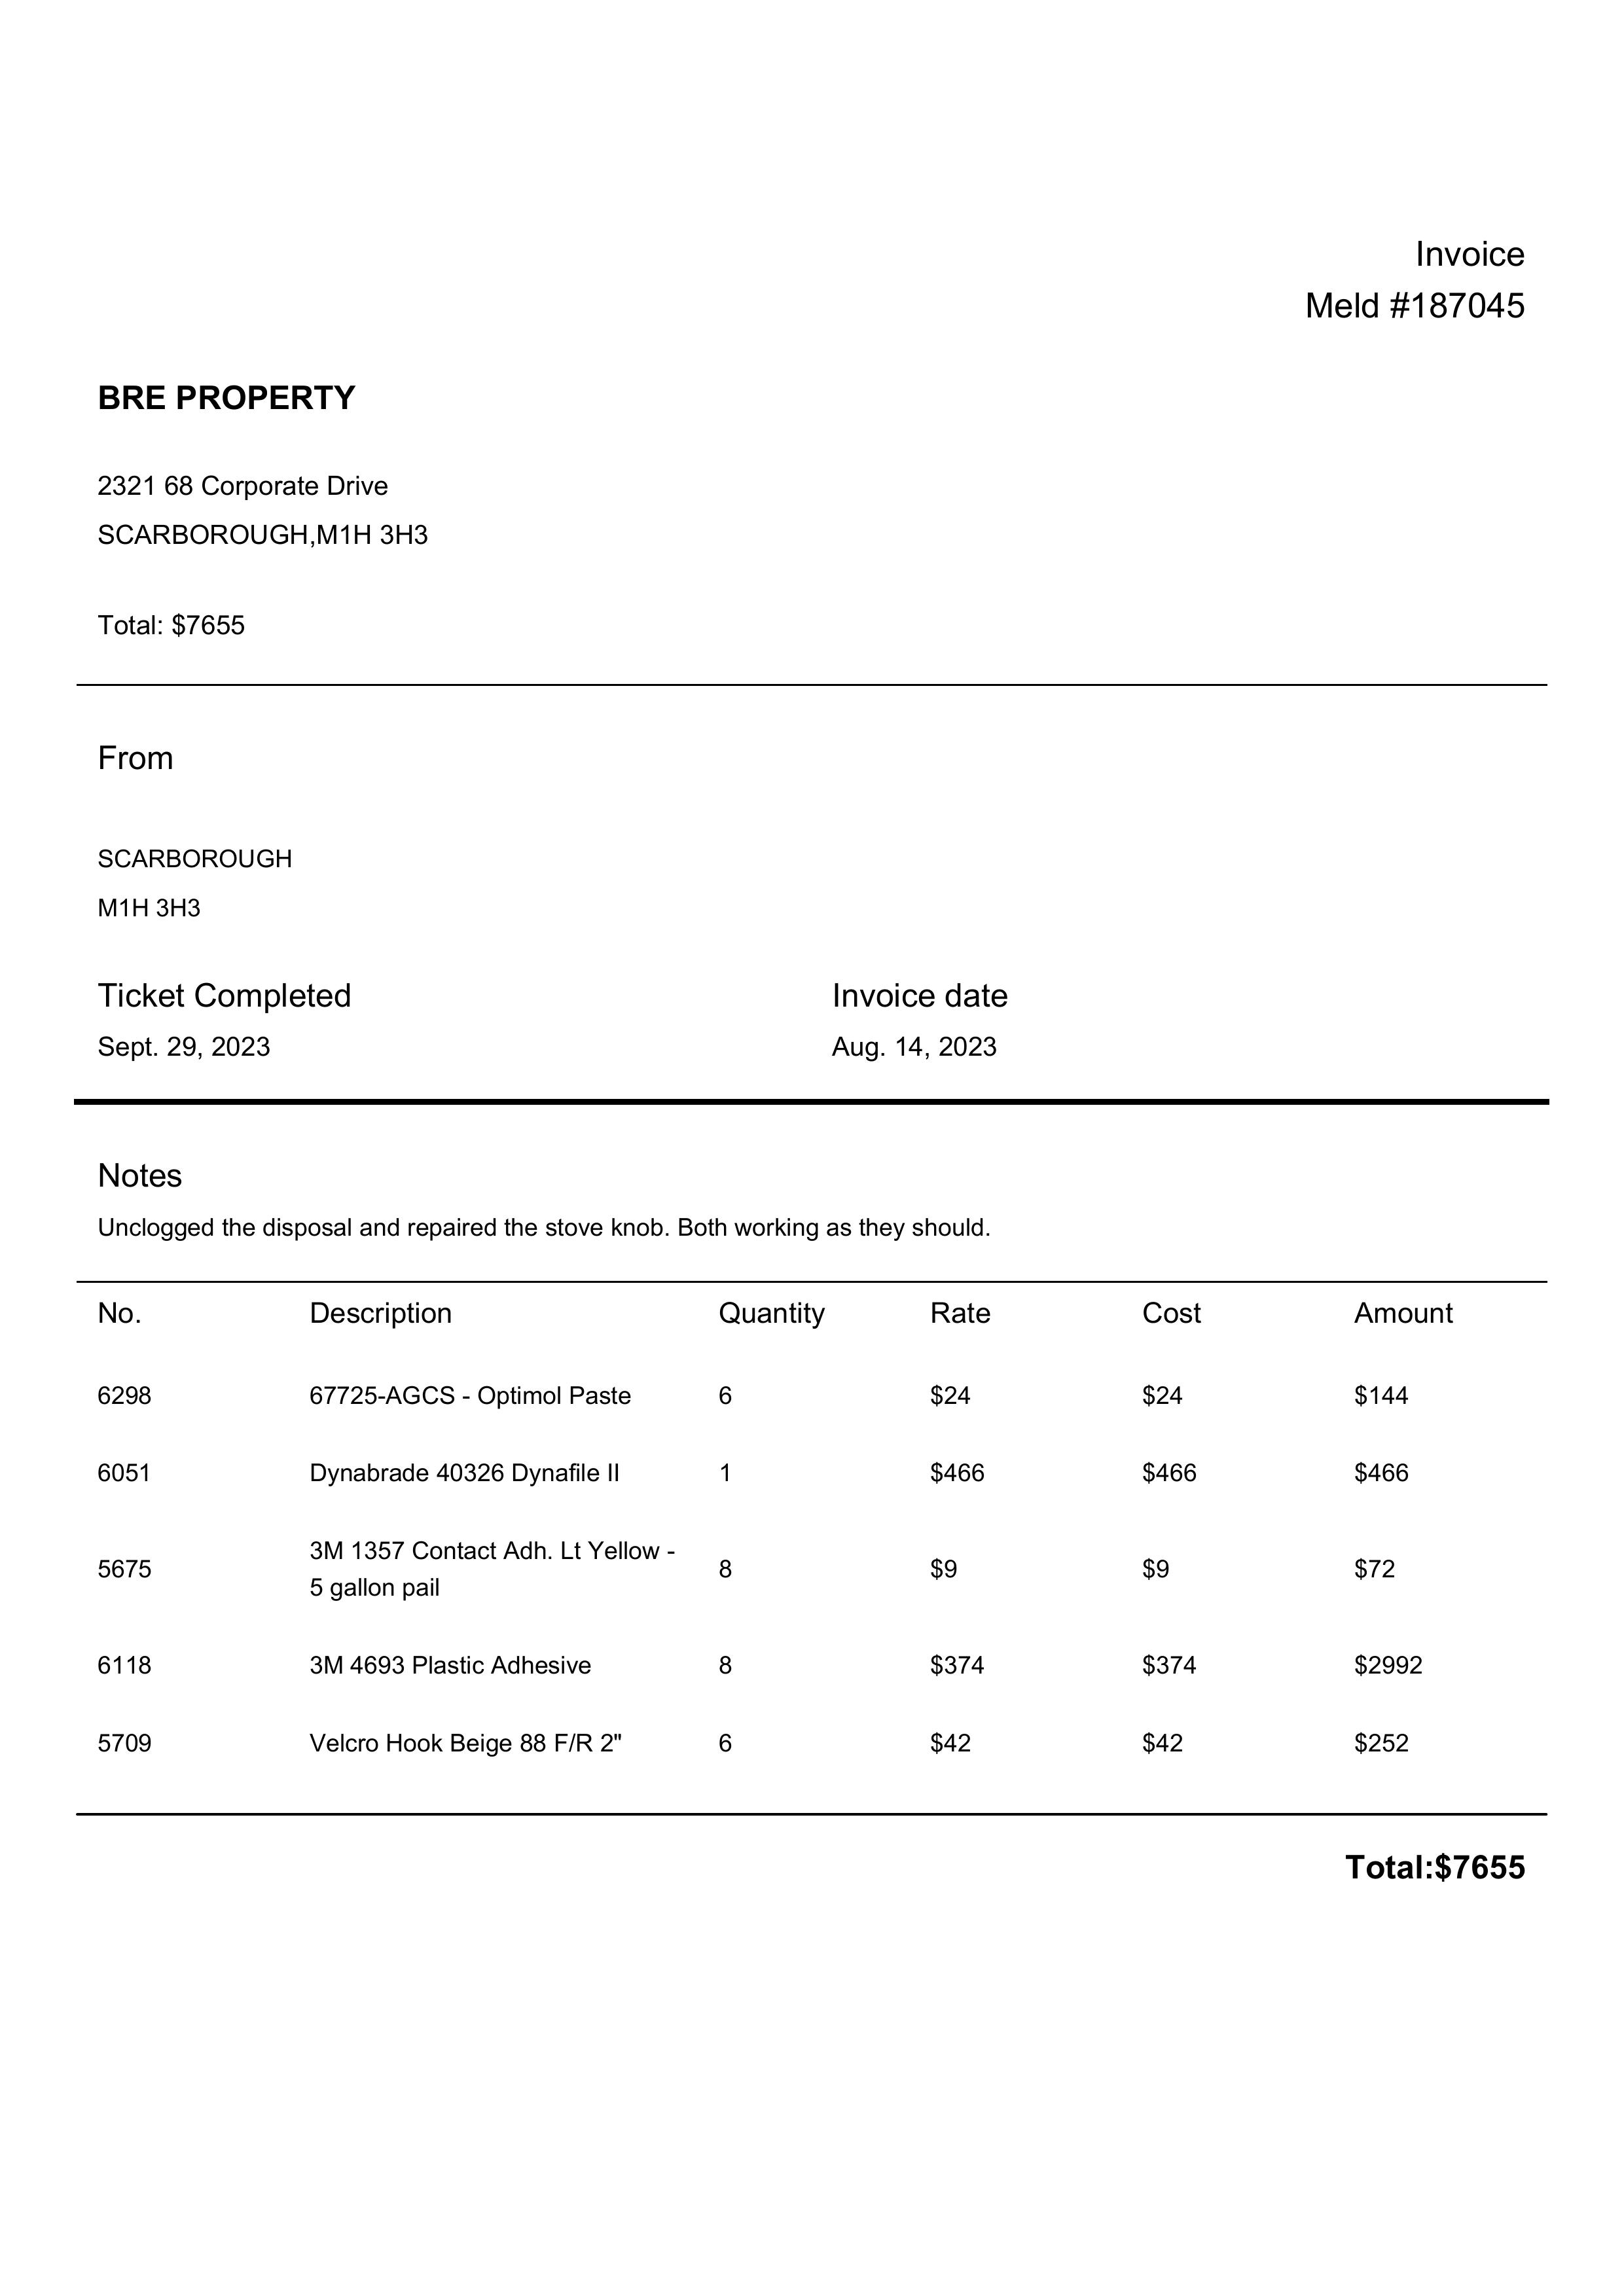 Invoice
Meld #187045
BRE PROPERTY
2321 68 Corporate Drive
SCARBOROUGH,M1H 3H3
Total: $7655
From
SCARBOROUGH
M1H 3H3
Ticket Completed Invoice date
Sept. 29, 2023 Aug. 14, 2023
Notes
Unclogged the disposal and repaired the stove knob. Both working as they should.
No. Description Quantity Rate Cost Amount
6298 67725-AGCS - Optimol Paste 6 $24 $24 $144
6051 Dynabrade 40326 Dynafile II 1 $466 $466 $466
5675 3M 1357 Contact Adh. Lt Yellow - 8 $9 $9 $72
5 gallon pail
6118 3M 4693 Plastic Adhesive 8 $374 $374 $2992
5709 Velcro Hook Beige 88 F/R 2" 6 $42 $42 $252
Total:$7655